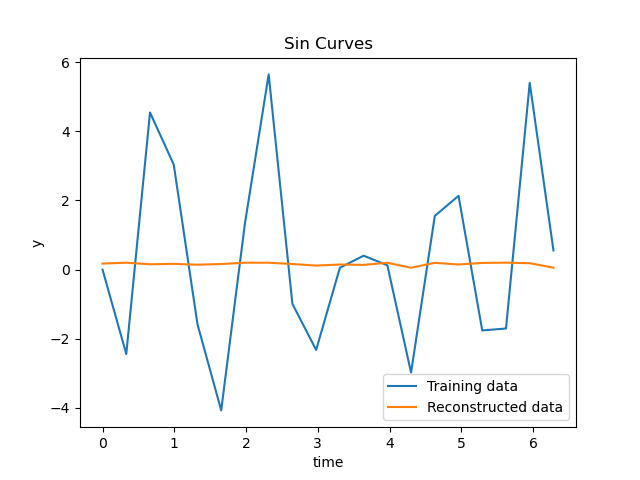 Sin Curves
6
4
2
0
−2
−4
y
0 1 2 3 4 5 6
time
Training data
Reconstructed data